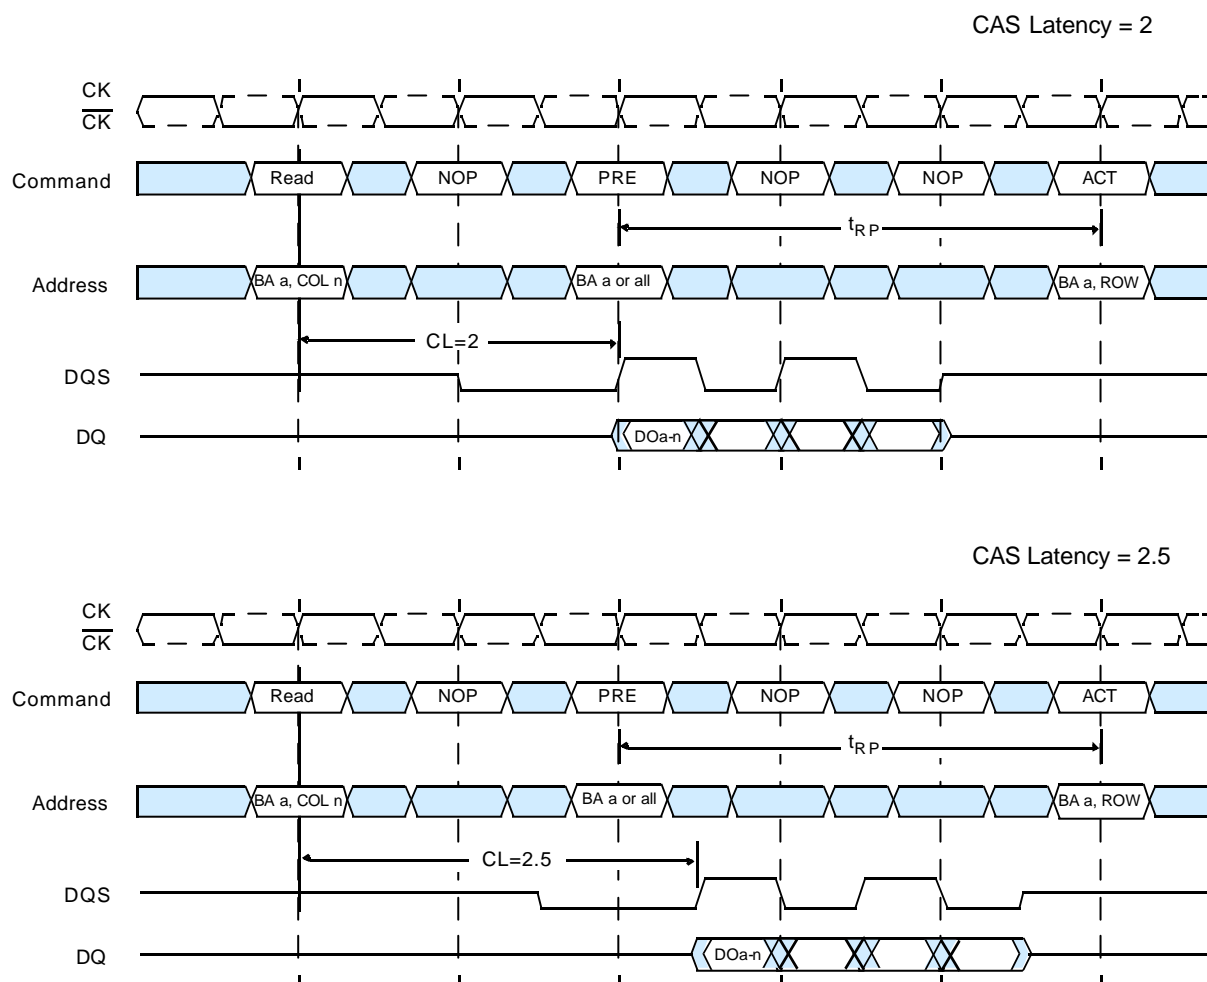 CAS Latency = 2
CK
CK
Command Read NOP PRE NOP NOP ACT
tRP
Address BA a, COL n BA a or all BA a, ROW
CL=2
DQS
DQ DOa-n
CAS Latency = 2.5
CK
CK
Command Read NOP PRE NOP NOP ACT
tRP
Address BA a, COL n BA a or all BA a, ROW
CL=2.5
DQS
DQ DOa-n